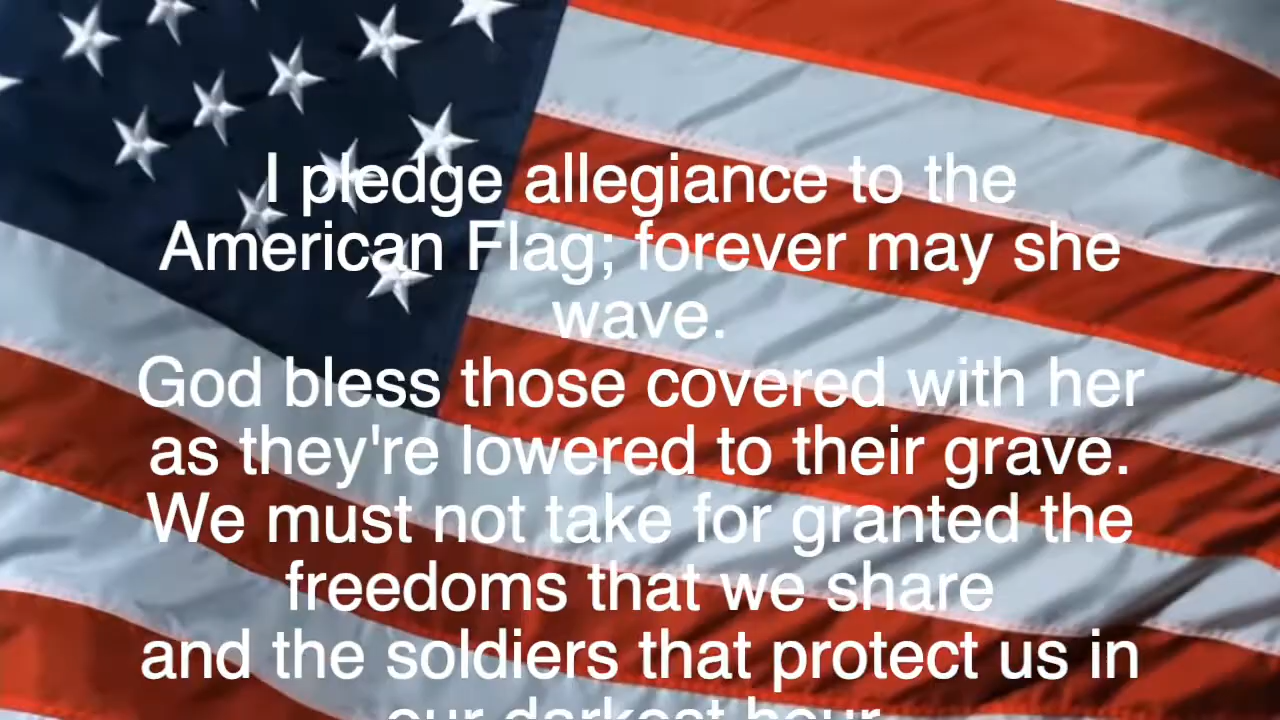 I pledge allegiance to the
American Flag; forever may she
wave.
God bless those covered with her
as they're lowered to their grave.
We must not take for granted the
freedoms that we share
and the soldiers that protect us in
our darkest hour